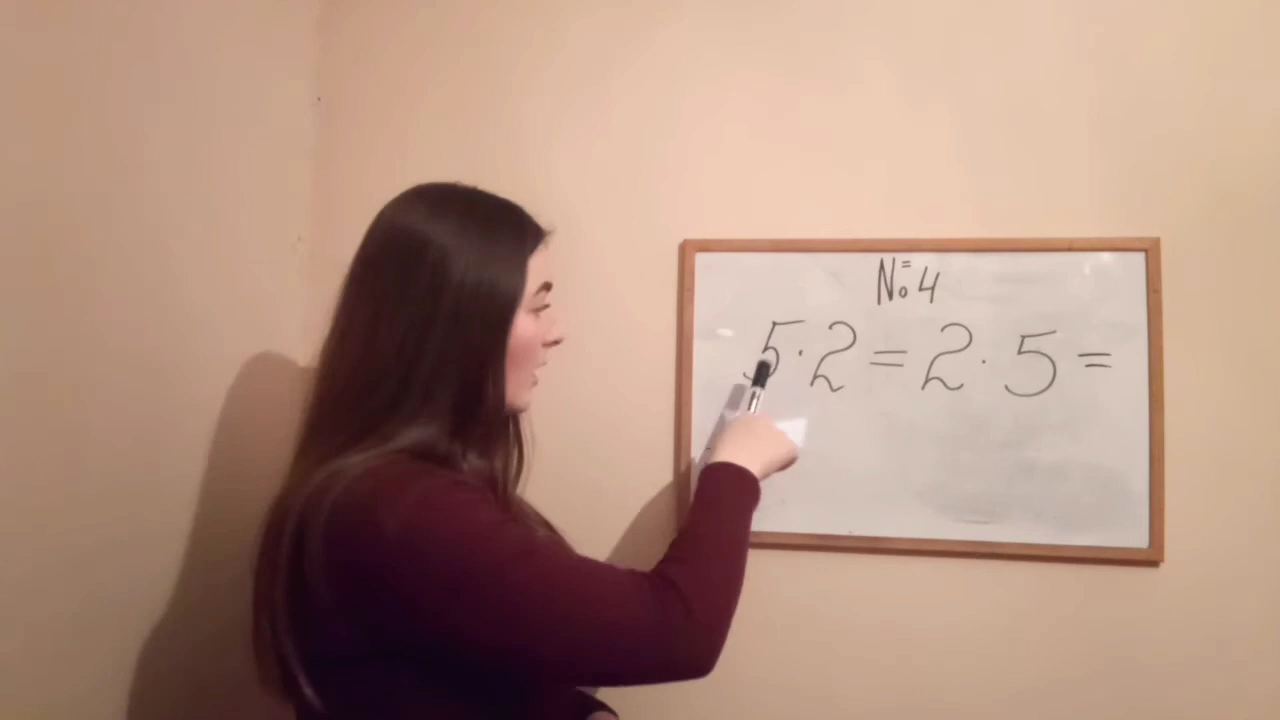 № 4
5 · 2 = 2 · 5 =